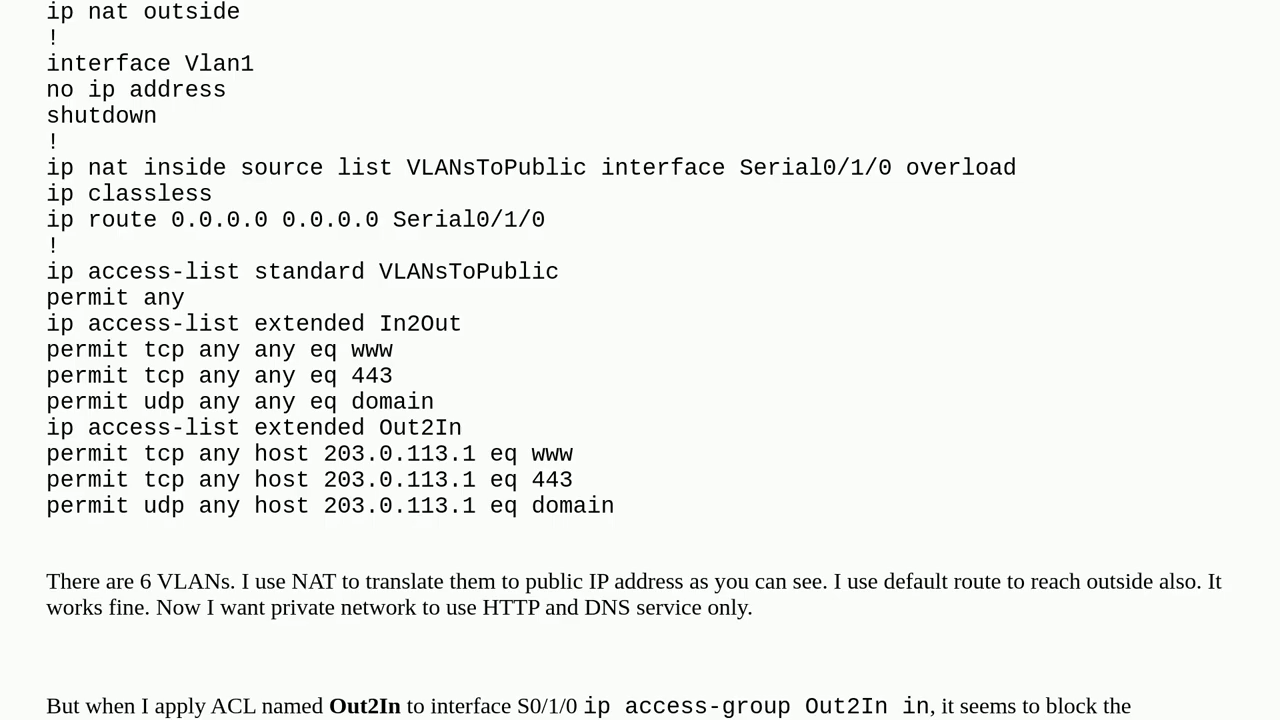 ip nat outside
!
interface Vlan1
no ip address
shutdown
!
ip nat inside source list VLANsToPublic interface Serial0/1/0 overload
ip classless
ip route 0.0.0.0 0.0.0.0 Serial0/1/0
!
ip access-list standard VLANsToPublic
permit any
ip access-list extended In2Out
permit tcp any any eq www
permit tcp any any eq 443
permit udp any any eq domain
ip access-list extended Out2In
permit tcp any host 203.0.113.1 eq www
permit tcp any host 203.0.113.1 eq 443
permit udp any host 203.0.113.1 eq domain
There are 6 VLANs. I use NAT to translate them to public IP address as you can see. I use default route to reach outside also. It
works fine. Now I want private network to use HTTP and DNS service only.
But when I apply ACL named Out2In to interface S0/1/0 ip access-group Out2In in, it seems to block the